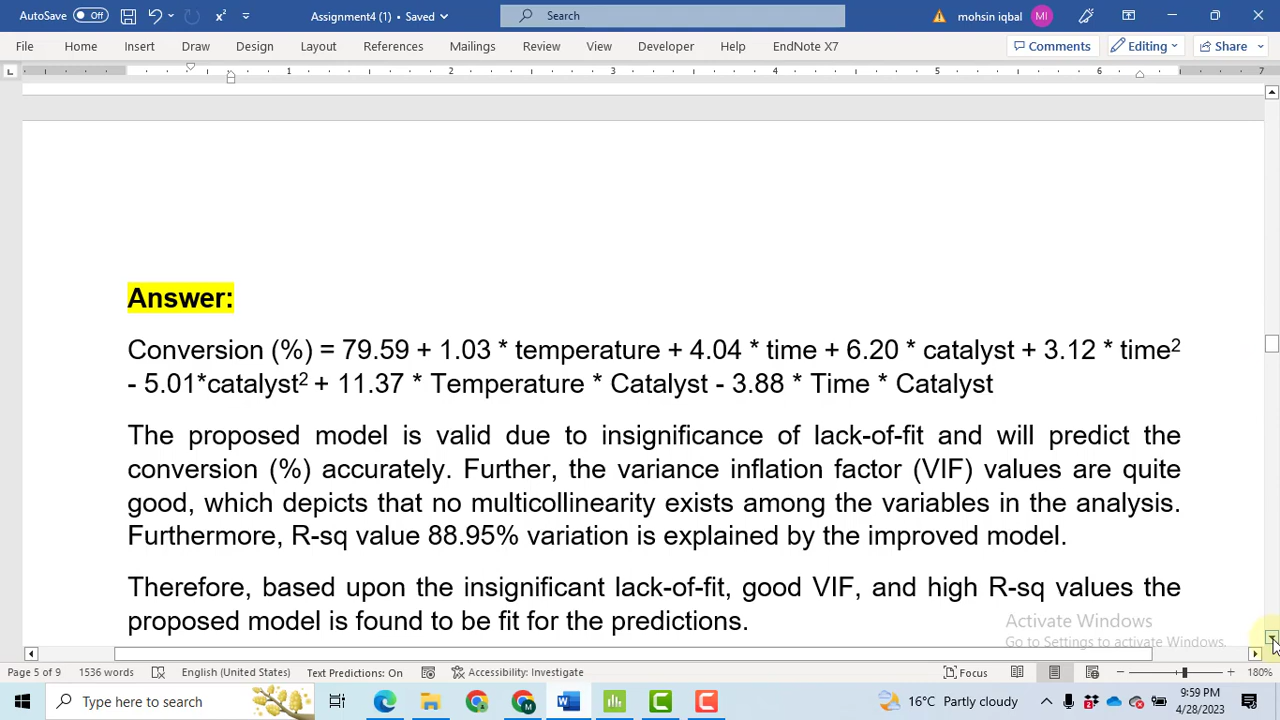 AutoSave Off Assignment4 (1) • Saved Search mohsin iqbal MI
File Home Insert Draw Design Layout References Mailings Review View Developer Help EndNote X7 Comments Editing Share
L 1 2 3 4 5 6 7
Answer:
Conversion (%) = 79.59 + 1.03 * temperature + 4.04 * time + 6.20 * catalyst + 3.12 * time²
- 5.01*catalyst² + 11.37 * Temperature * Catalyst - 3.88 * Time * Catalyst
The proposed model is valid due to insignificance of lack-of-fit and will predict the
conversion (%) accurately. Further, the variance inflation factor (VIF) values are quite
good, which depicts that no multicollinearity exists among the variables in the analysis.
Furthermore, R-sq value 88.95% variation is explained by the improved model.
Therefore, based upon the insignificant lack-of-fit, good VIF, and high R-sq values the
proposed model is found to be fit for the predictions.
Activate Windows
Go to Settings to activate Windows.
Page 5 of 9 1536 words English (United States) Text Predictions: On Accessibility: Investigate Focus 180%
Type here to search 16°C Partly cloudy 9:59 PM
4/28/2023